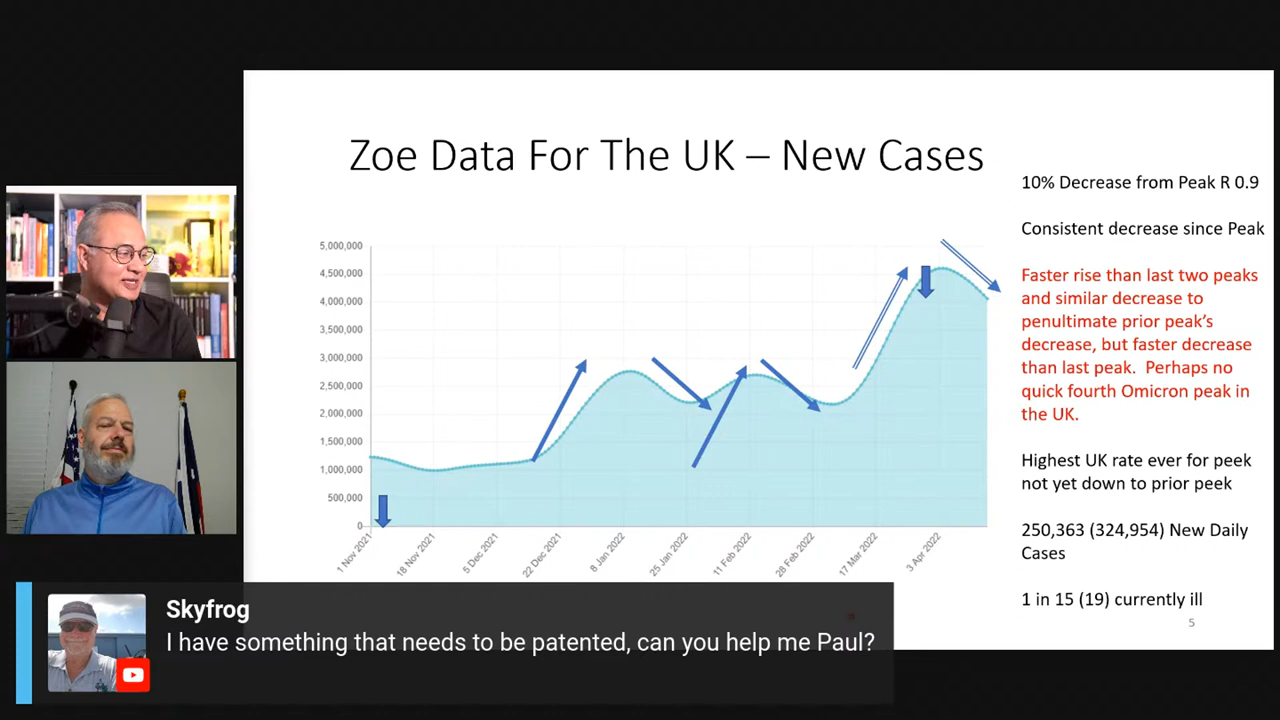 Zoe Data For The UK – New Cases
10% Decrease from Peak R 0.9
Consistent decrease since Peak
Faster rise than last two peaks
and similar decrease to
penultimate prior peak’s
decrease, but faster decrease
than last peak. Perhaps no
quick fourth Omicron peak in
the UK.
Highest UK rate ever for peek
not yet down to prior peek
250,363 (324,954) New Daily
Cases
1 in 15 (19) currently ill
5
5,000,000
4,500,000
4,000,000
3,500,000
3,000,000
2,500,000
2,000,000
1,500,000
1,000,000
500,000
0
1 Nov 2021
18 Nov 2021
5 Dec 2021
22 Dec 2021
8 Jan 2022
25 Jan 2022
11 Feb 2022
28 Feb 2022
17 Mar 2022
3 Apr 2022
Skyfrog
I have something that needs to be patented, can you help me Paul?